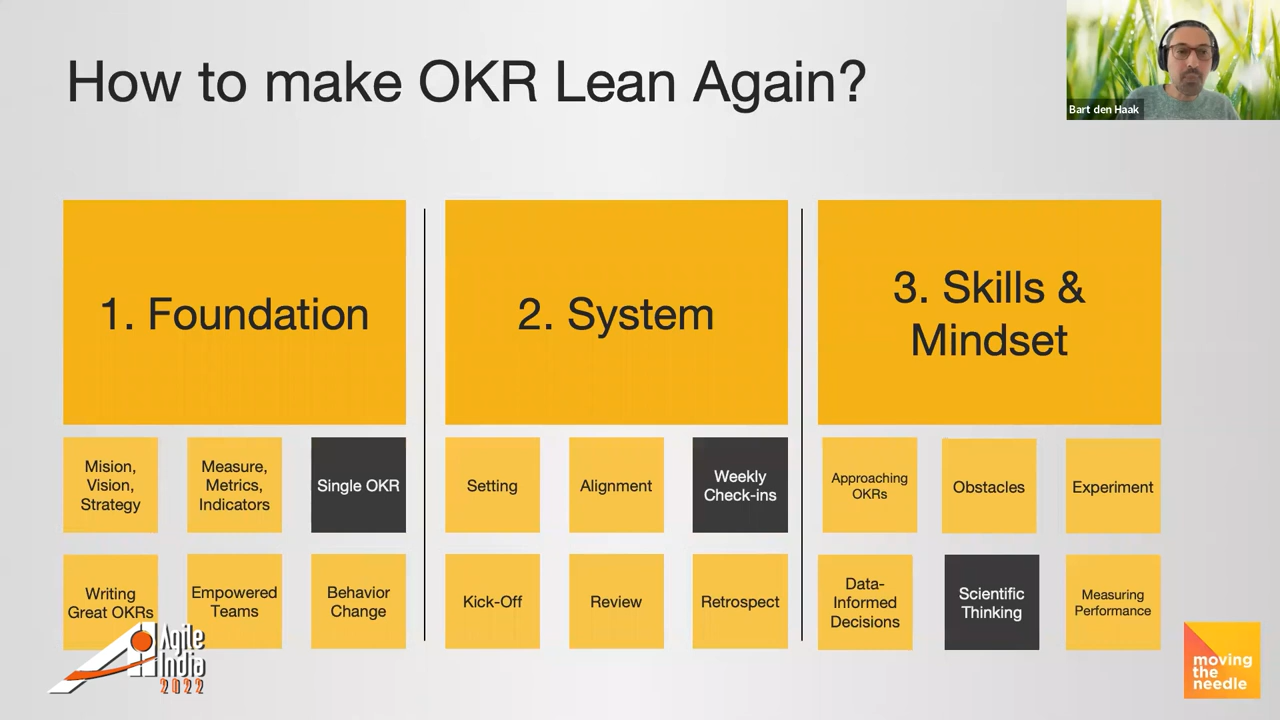 How to make OKR Lean Again?
Bart den Haak
1. Foundation
2. System
3. Skills &
Mindset
Mision,
Vision,
Strategy
Measure,
Metrics,
Indicators
Single OKR
Setting
Alignment
Weekly
Check-ins
Approaching
OKRs
Obstacles
Experiment
Writing
Great OKRs
Empowered
Teams
Behavior
Change
Kick-Off
Review
Retrospect
Data-
Informed
Decisions
Scientific
Thinking
Measuring
Performance
Agile
India
2022
moving
the
needle